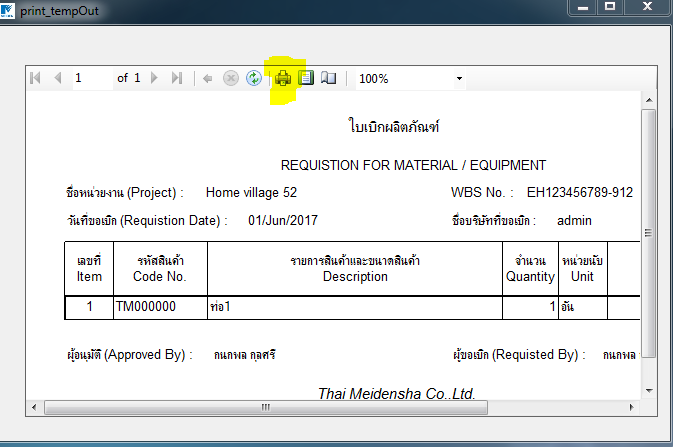 print_tempOut
1 of 1 100%
ใบเบิกผลิตภัณฑ์
REQUISTION FOR MATERIAL / EQUIPMENT
ชื่อหน่วยงาน (Project) : Home village 52 WBS No. : EH123456789-912
วันที่ขอเบิก (Requistion Date) : 01/Jun/2017 ชื่อบริษัทที่ขอเบิก : admin
เลขที่ รหัสสินค้า รายการสินค้าและขนาดสินค้า จำนวน หน่วยนับ
Item Code No. Description Quantity Unit
1 TM000000 ท่อ1 1 อัน
ผู้อนุมัติ (Approved By) : กนกพล กุลศรี ผู้ขอเบิก (Requisted By) : กนกพล
Thai Meidensha Co.,Ltd.